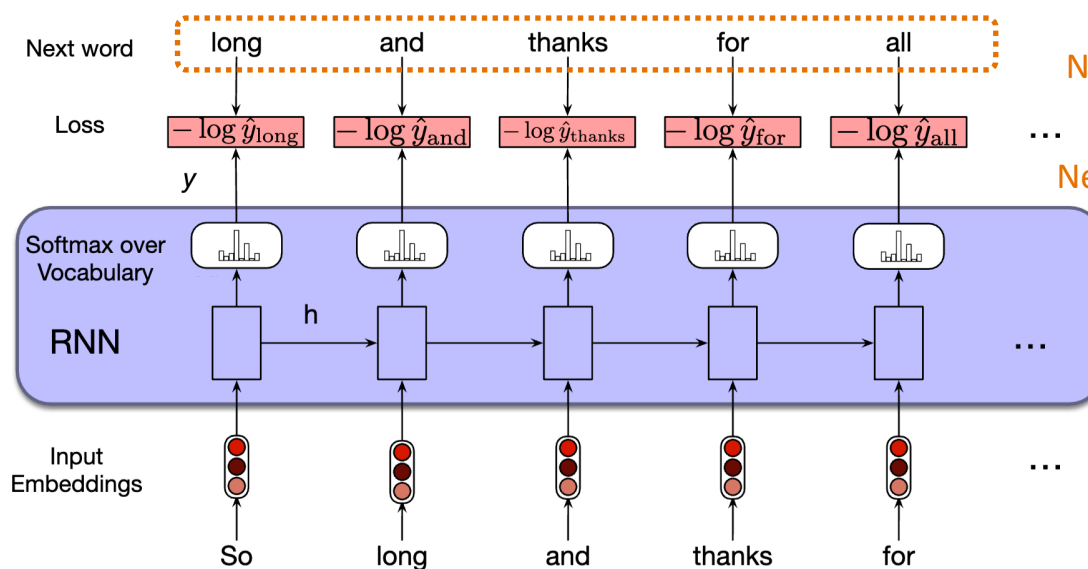 Next word long and thanks for all
N
Loss − log ŷ_long − log ŷ_and − log ŷ_thanks − log ŷ_for − log ŷ_all ...
y
Ne
Softmax over
Vocabulary
h
RNN ...
Input
Embeddings ...
So long and thanks for